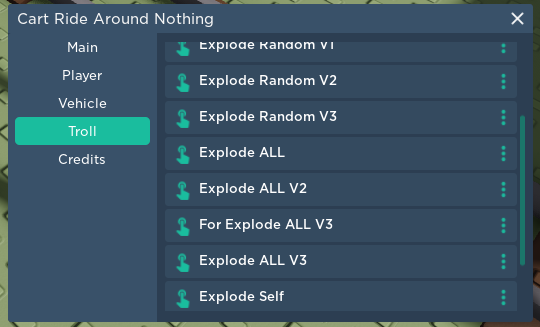 Cart Ride Around Nothing
Main
Player
Vehicle
Troll
Credits
Explode Random V1
Explode Random V2
Explode Random V3
Explode ALL
Explode ALL V2
For Explode ALL V3
Explode ALL V3
Explode Self